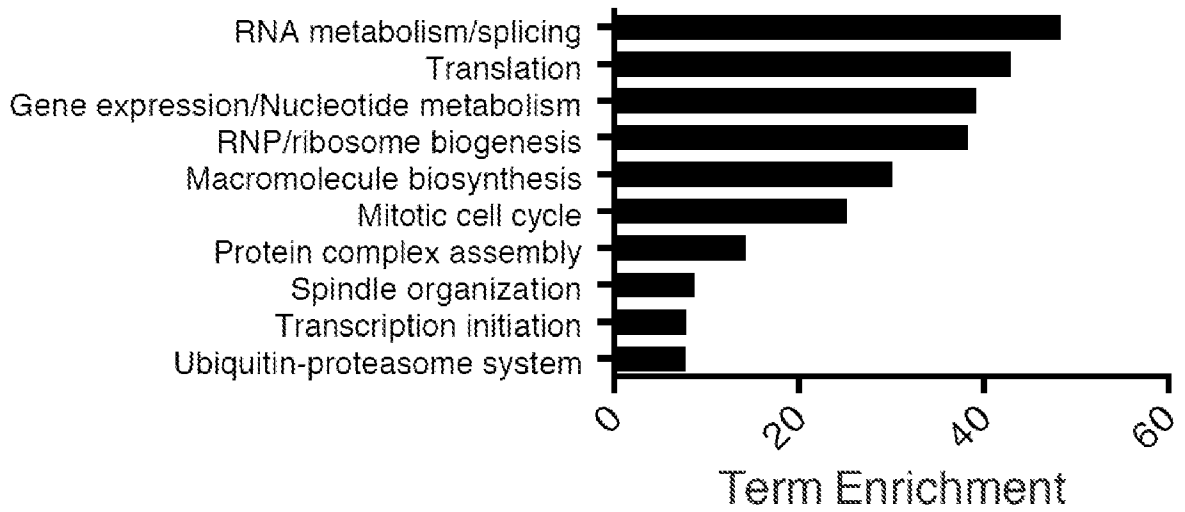 RNA metabolism/splicing
Translation
Gene expression/Nucleotide metabolism
RNP/ribosome biogenesis
Macromolecule biosynthesis
Mitotic cell cycle
Protein complex assembly
Spindle organization
Transcription initiation
Ubiquitin-proteasome system
0 20 40 60
Term Enrichment